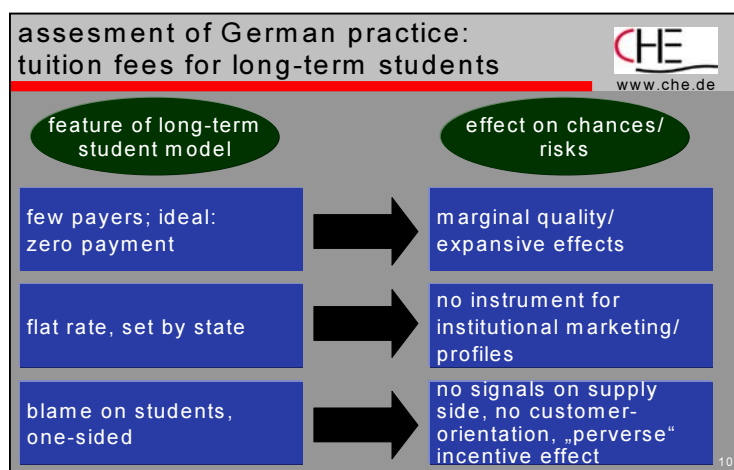 assesment of German practice:
tuition fees for long-term students
CHE
www.che.de
feature of long-term
student model
effect on chances/
risks
few payers; ideal:
zero payment
marginal quality/
expansive effects
flat rate, set by state
no instrument for
institutional marketing/
profiles
blame on students,
one-sided
no signals on supply
side, no customer-
orientation, „perverse“
incentive effect
10